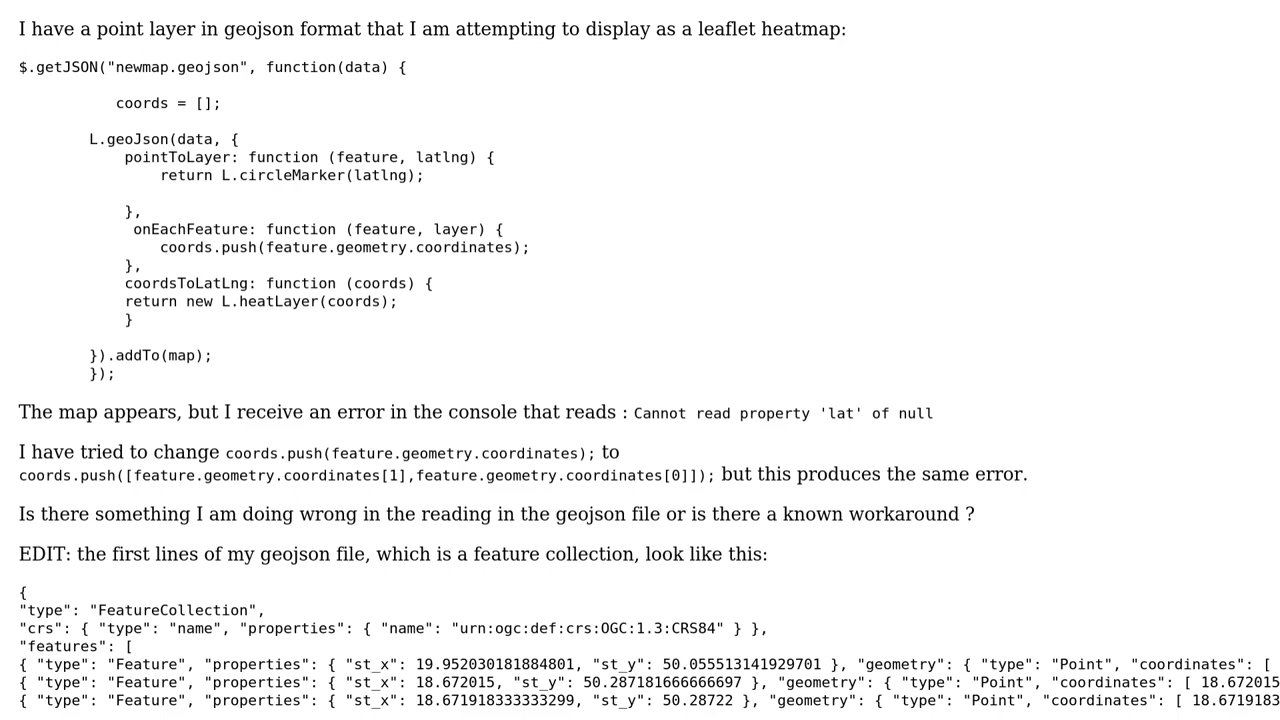 I have a point layer in geojson format that I am attempting to display as a leaflet heatmap:
$.getJSON("newmap.geojson", function(data) {
coords = [];
L.geoJson(data, {
pointToLayer: function (feature, latlng) {
return L.circleMarker(latlng);
},
onEachFeature: function (feature, layer) {
coords.push(feature.geometry.coordinates);
},
coordsToLatLng: function (coords) {
return new L.heatLayer(coords);
}
}).addTo(map);
});
The map appears, but I receive an error in the console that reads : Cannot read property 'lat' of null
I have tried to change coords.push(feature.geometry.coordinates); to
coords.push([feature.geometry.coordinates[1],feature.geometry.coordinates[0]]); but this produces the same error.
Is there something I am doing wrong in the reading in the geojson file or is there a known workaround ?
EDIT: the first lines of my geojson file, which is a feature collection, look like this:
{
"type": "FeatureCollection",
"crs": { "type": "name", "properties": { "name": "urn:ogc:def:crs:OGC:1.3:CRS84" } },
"features": [
{ "type": "Feature", "properties": { "st_x": 19.952030181884801, "st_y": 50.055513141929701 }, "geometry": { "type": "Point", "coordinates": [
{ "type": "Feature", "properties": { "st_x": 18.672015, "st_y": 50.287181666666697 }, "geometry": { "type": "Point", "coordinates": [ 18.672015
{ "type": "Feature", "properties": { "st_x": 18.671918333333299, "st_y": 50.28722 }, "geometry": { "type": "Point", "coordinates": [ 18.6719183